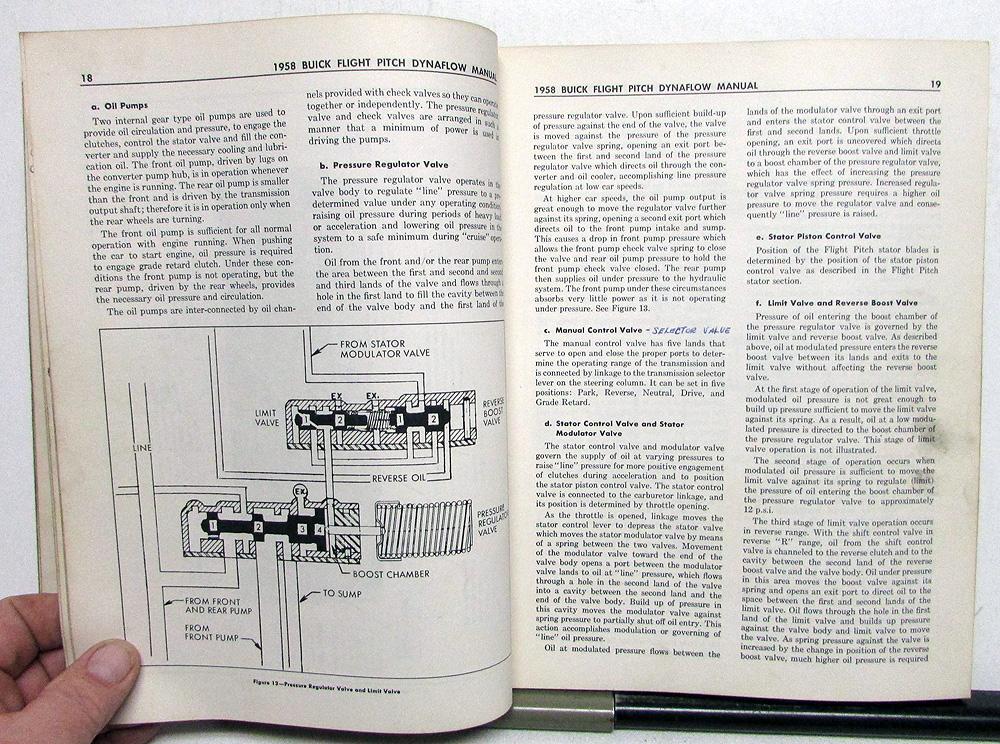 18
1958 BUICK FLIGHT PITCH DYNAFLOW MANUAL
a. Oil Pumps
Two internal gear type oil pumps are used to
provide oil circulation and pressure, to engage the
clutches, control the stator valve and fill the con-
verter and supply the necessary cooling and lubri-
cation oil. The front oil pump, driven by lugs on
the converter pump hub, is in operation whenever
the engine is running. The rear oil pump is smaller
than the front and is driven by the transmission
output shaft; therefore it is in operation only when
the rear wheels are turning.
The front oil pump is sufficient for all normal
operation with engine running. When pushing
the car to start engine, oil pressure is required
to engage grade retard clutch. Under these con-
ditions the front pump is not operating, but the
rear pump, driven by the rear wheels, provides
the necessary oil pressure and circulation.
The oil pumps are inter-connected by oil chan-
nels provided with check valves so they can operate
together or independently. The pressure regulator
valve and check valves are arranged in such a
manner that a minimum of power is used in
driving the pumps.
b. Pressure Regulator Valve
The pressure regulator valve operates in the
valve body to regulate "line" pressure to a pre-
determined value under any operating condition
raising oil pressure during periods of heavy load
or acceleration and lowering oil pressure in the
system to a safe minimum during "cruise" opera-
tion.
Oil from the front and/or the rear pump enters
the area between the first and second and second
and third lands of the valve and flows through a
hole in the first land to fill the cavity between the
end of the valve body and the first land of the
FROM STATOR
MODULATOR VALVE
LIMIT
VALVE
EX.
EX.
1
2
1
2
REVERSE
BOOST
VALVE
LINE
REVERSE OIL
EX.
1
2
3
4
PRESSURE
REGULATOR
VALVE
BOOST CHAMBER
TO SUMP
FROM FRONT
AND REAR PUMP
FROM
FRONT PUMP
Figure 12—Pressure Regulator Valve and Limit Valve
1958 BUICK FLIGHT PITCH DYNAFLOW MANUAL
19
pressure regulator valve. Upon sufficient build-up
of pressure against the end of the valve, the valve
is moved against the pressure of the pressure
regulator valve spring, opening an exit port be-
tween the first and second land of the pressure
regulator valve which directs oil through the con-
verter and oil cooler, accomplishing line pressure
regulation at low car speeds.
At higher car speeds, the oil pump output is
great enough to move the regulator valve further
against its spring, opening a second exit port which
directs oil to the front pump intake and sump.
This causes a drop in front pump pressure which
allows the front pump check valve spring to close
the valve and rear oil pump pressure to hold the
front pump check valve closed. The rear pump
then supplies oil under pressure to the hydraulic
system. The front pump under these circumstances
absorbs very little power as it is not operating
under pressure. See Figure 13.
c. Manual Control Valve - SELECTOR VALVE
The manual control valve has five lands that
serve to open and close the proper ports to deter-
mine the operating range of the transmission and
is connected by linkage to the transmission selector
lever on the steering column. It can be set in five
positions: Park, Reverse, Neutral, Drive, and
Grade Retard.
d. Stator Control Valve and Stator
Modulator Valve
The stator control valve and modulator valve
govern the supply of oil at varying pressures to
raise "line" pressure for more positive engagement
of clutches during acceleration and to position
the stator piston control valve. The stator control
valve is connected to the carburetor linkage, and
its position is determined by throttle opening.
As the throttle is opened, linkage moves the
stator control lever to depress the stator valve
which moves the stator modulator valve by means
of a spring between the two valves. Movement
of the modulator valve toward the end of the
valve body opens a port between the modulator
valve lands to oil at "line" pressure, which flows
through a hole in the second land of the valve
into a cavity between the second land and the
end of the valve body. Build up of pressure in
this cavity moves the modulator valve against
spring pressure to partially shut off oil entry. This
action accomplishes modulation or governing of
"line" oil pressure.
Oil at modulated pressure flows between the
lands of the modulator valve through an exit port
and enters the stator control valve between the
first and second lands. Upon sufficient throttle
opening, an exit port is uncovered which directs
oil through the reverse boost valve and limit valve
to a boost chamber of the pressure regulator valve,
which has the effect of increasing the pressure
regulator valve spring pressure. Increased regula-
tor valve spring pressure requires a higher oil
pressure to move the regulator valve and conse-
quently "line" pressure is raised.
e. Stator Piston Control Valve
Position of the Flight Pitch stator blades is
determined by the position of the stator piston
control valve as described in the Flight Pitch
stator section.
f. Limit Valve and Reverse Boost Valve
Pressure of oil entering the boost chamber of
the pressure regulator valve is governed by the
limit valve and reverse boost valve. As described
above, oil at modulated pressure enters the reverse
boost valve between its lands and exits to the
limit valve without affecting the reverse boost
valve.
At the first stage of operation of the limit valve,
modulated oil pressure is not great enough to
build up pressure sufficient to move the limit valve
against its spring. As a result, oil at a low modu-
lated pressure is directed to the boost chamber of
the pressure regulator valve. This stage of limit
valve operation is not illustrated.
The second stage of operation occurs when
modulated oil pressure is sufficient to move the
limit valve against its spring to regulate (limit)
the pressure of oil entering the boost chamber of
the pressure regulator valve to approximately
12 p.s.i.
The third stage of limit valve operation occurs
in reverse range. With the shift control valve in
reverse "R" range, oil from the shift control
valve is channeled to the reverse clutch and to the
cavity between the second land of the reverse
boost valve and the valve body. Oil under pressure
in this area moves the boost valve against its
spring and opens an exit port to direct oil to the
space between the first and second lands of the
limit valve. Oil flows through the hole in the first
land of the limit valve and builds up pressure
against the valve body and limit valve to move
the valve. As spring pressure against the valve is
increased by the change in position of the reverse
boost valve, much higher oil pressure is required